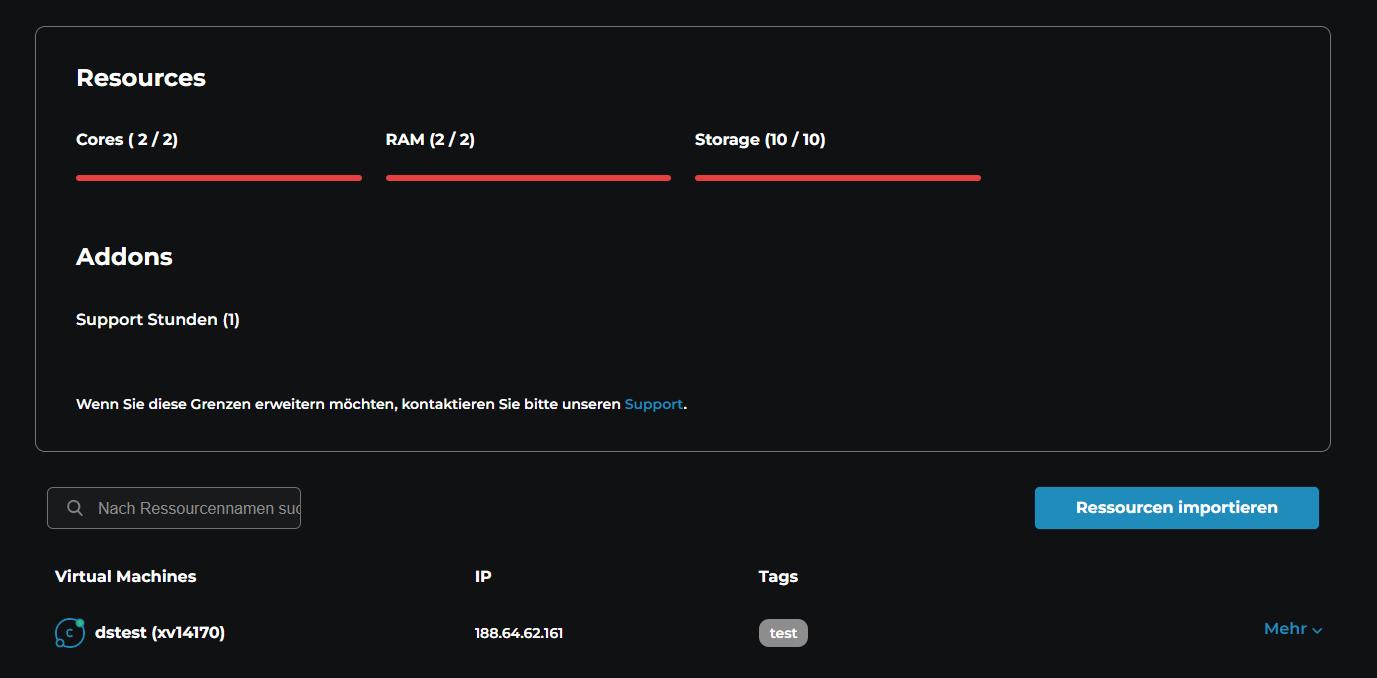 Resources
Cores ( 2 / 2) RAM (2 / 2) Storage (10 / 10)
Addons
Support Stunden (1)
Wenn Sie diese Grenzen erweitern möchten, kontaktieren Sie bitte unseren Support.
Nach Ressourcennamen suc Ressourcen importieren
Virtual Machines IP Tags
C dstest (xv14170) 188.64.62.161 test Mehr